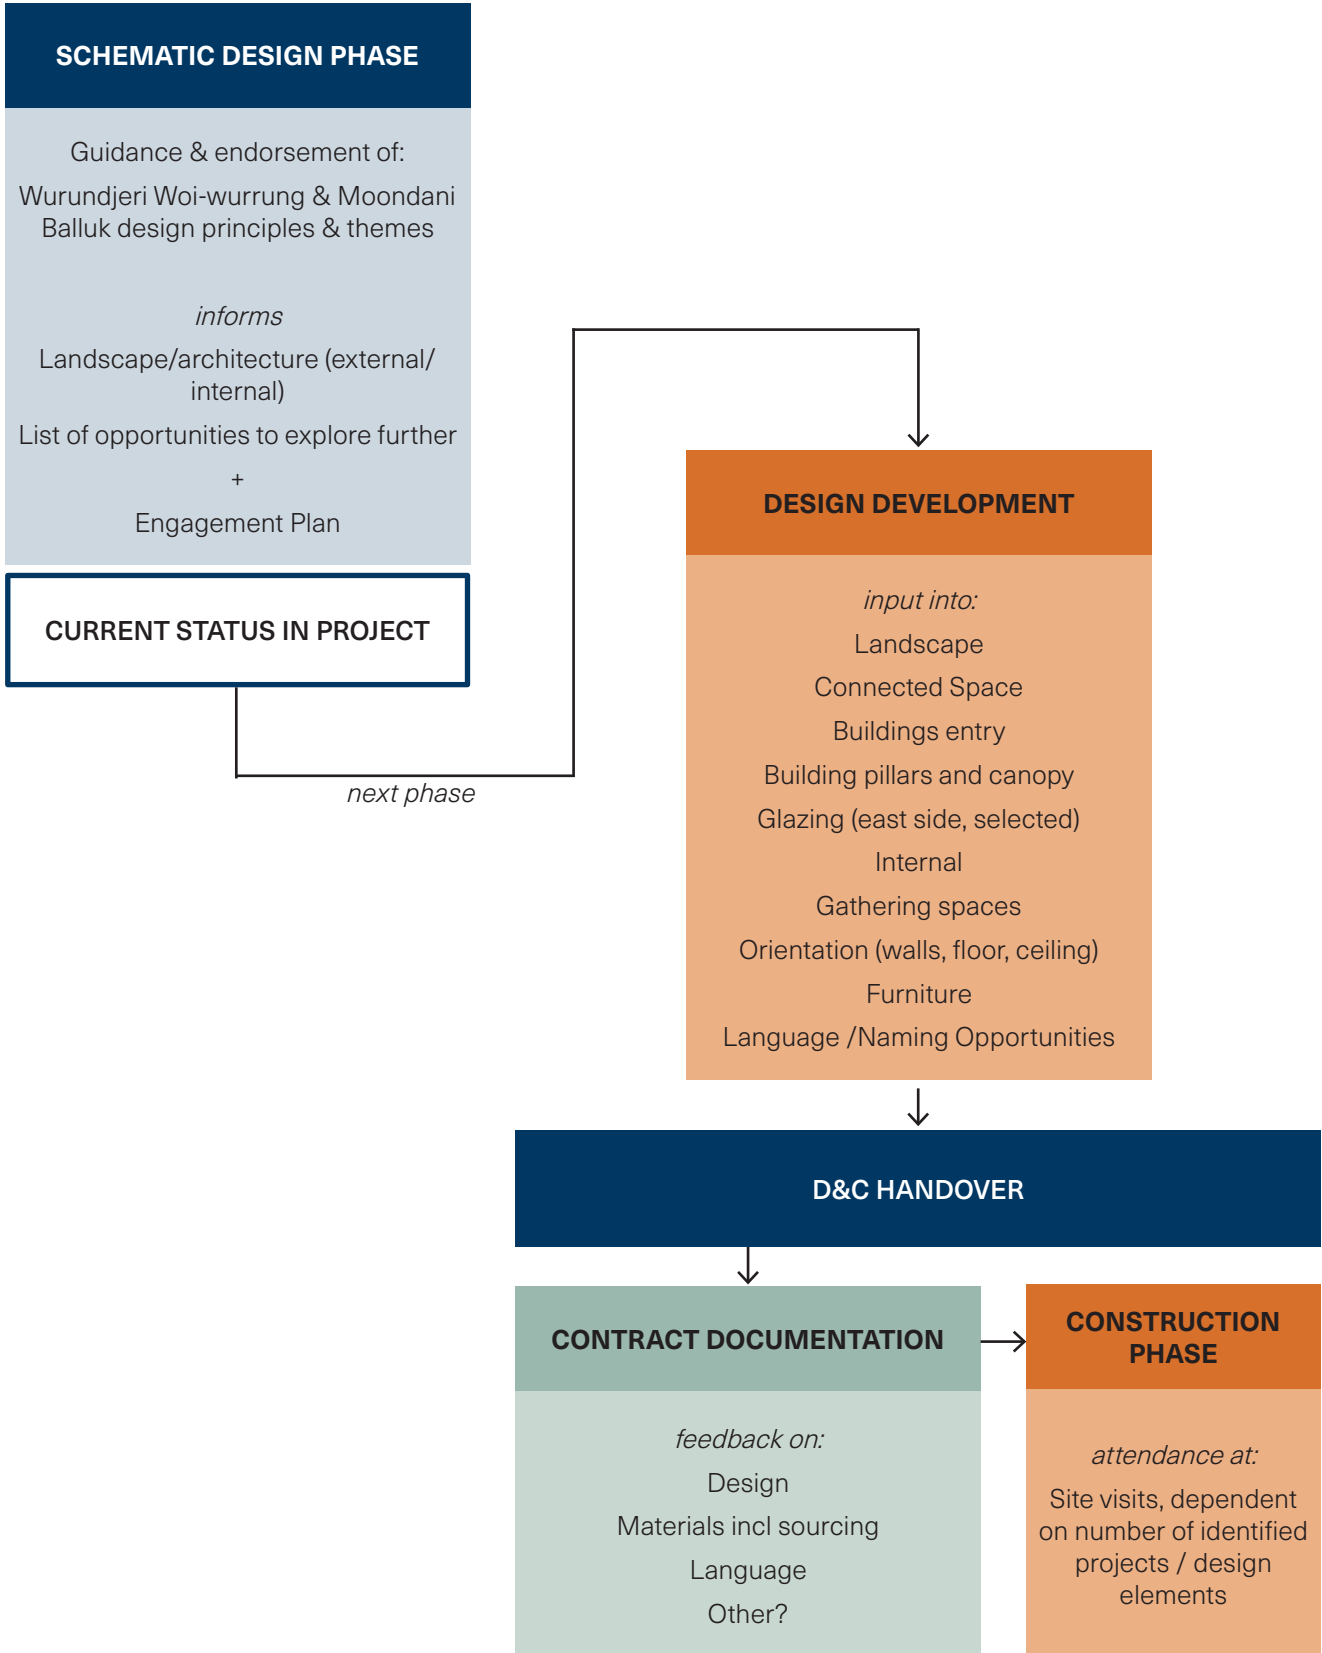 SCHEMATIC DESIGN PHASE
Guidance & endorsement of:
Wurundjeri Woi-wurrung & Moondani
Balluk design principles & themes
informs
Landscape/architecture (external/
internal)
List of opportunities to explore further
+
Engagement Plan
CURRENT STATUS IN PROJECT
next phase
DESIGN DEVELOPMENT
input into:
Landscape
Connected Space
Buildings entry
Building pillars and canopy
Glazing (east side, selected)
Internal
Gathering spaces
Orientation (walls, floor, ceiling)
Furniture
Language /Naming Opportunities
D&C HANDOVER
CONTRACT DOCUMENTATION
feedback on:
Design
Materials incl sourcing
Language
Other?
CONSTRUCTION
PHASE
attendance at:
Site visits, dependent
on number of identified
projects / design
elements